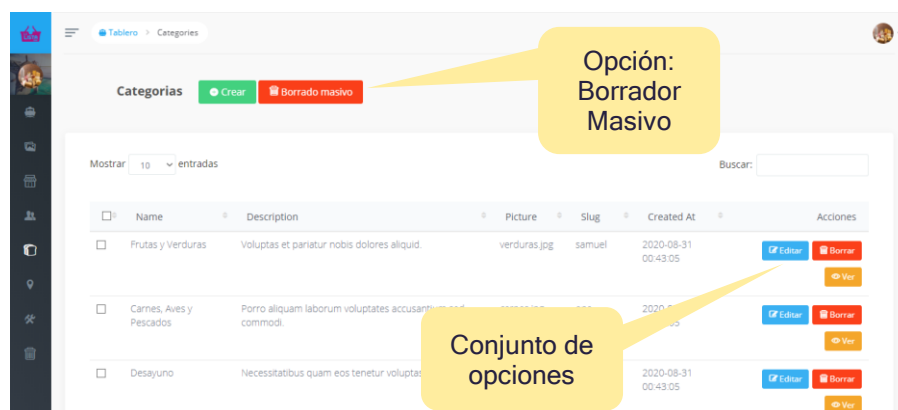 Tablero > Categories
Opción:
Borrador
Masivo
Categorias Crear Borrado masivo
Mostrar 10 entradas Buscar:
Name Description Picture Slug Created At Acciones
Frutas y Verduras Voluptas et pariatur nobis dolores aliquid. verduras.jpg samuel 2020-08-31 Editar Borrar
00:43:05
Ver
Carnes, Aves y Porro aliquam laborum voluptates Editar Borrar
Pescados commodi.
Ver
Conjunto de
opciones
Desayuno Necessitatibus quam eos tenetur 2020-08-31 Editar Borrar
00:43:05
Ver